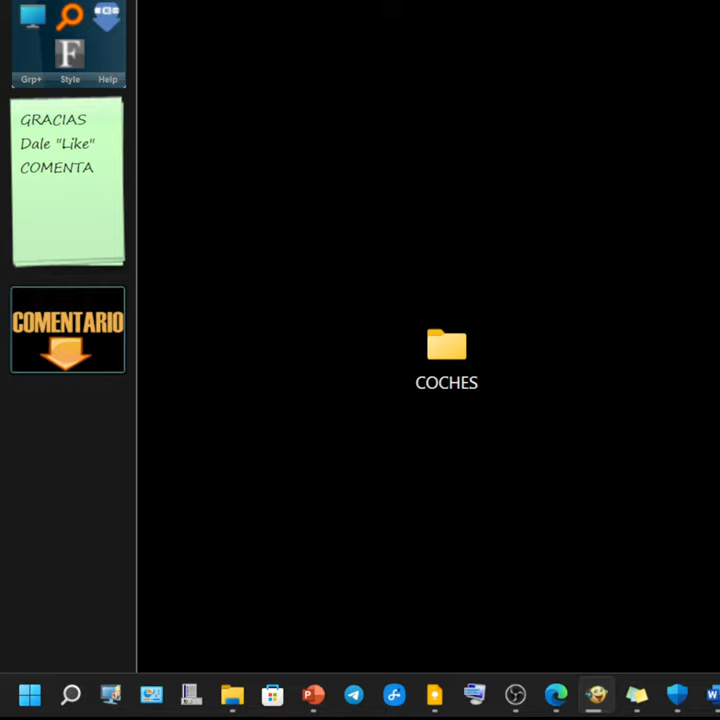 Grp+ Style Help
GRACIAS
Dale "Like"
COMENTA
COMENTARIO
COCHES